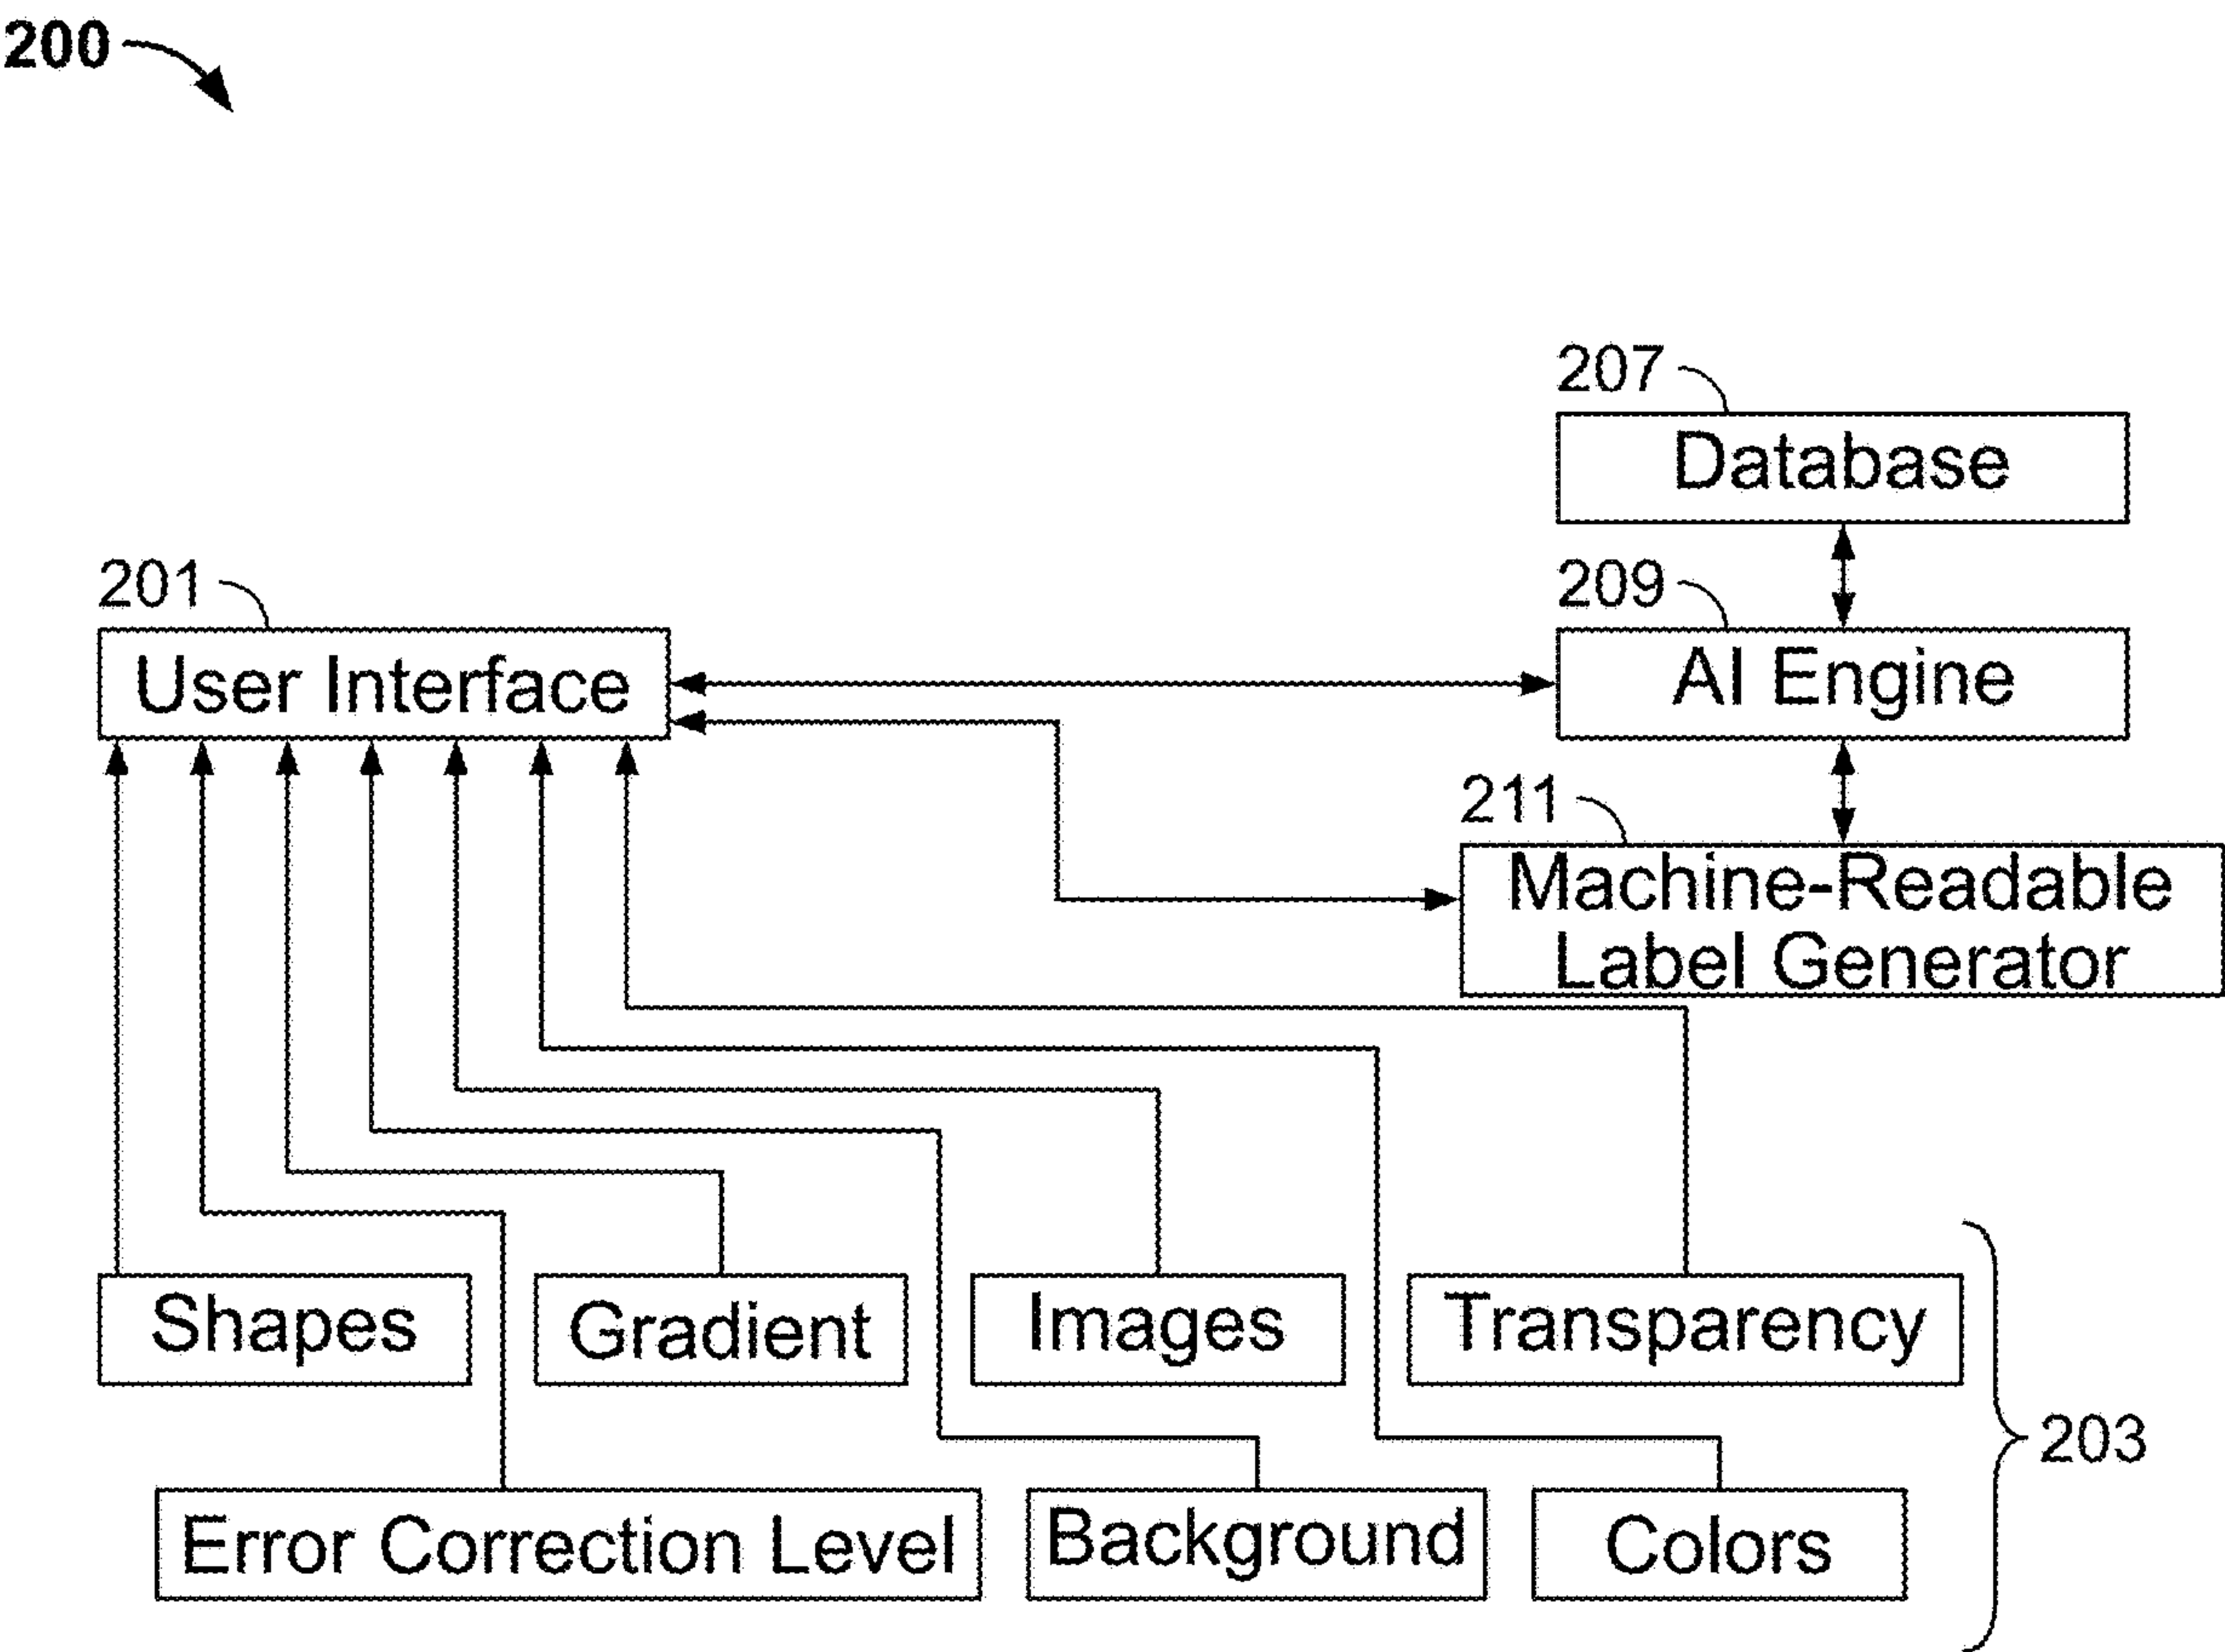 200
207
Database
201
209
User Interface
AI Engine
211
Machine-Readable
Label Generator
Shapes
Gradient
Images
Transparency
203
Error Correction Level
Background
Colors